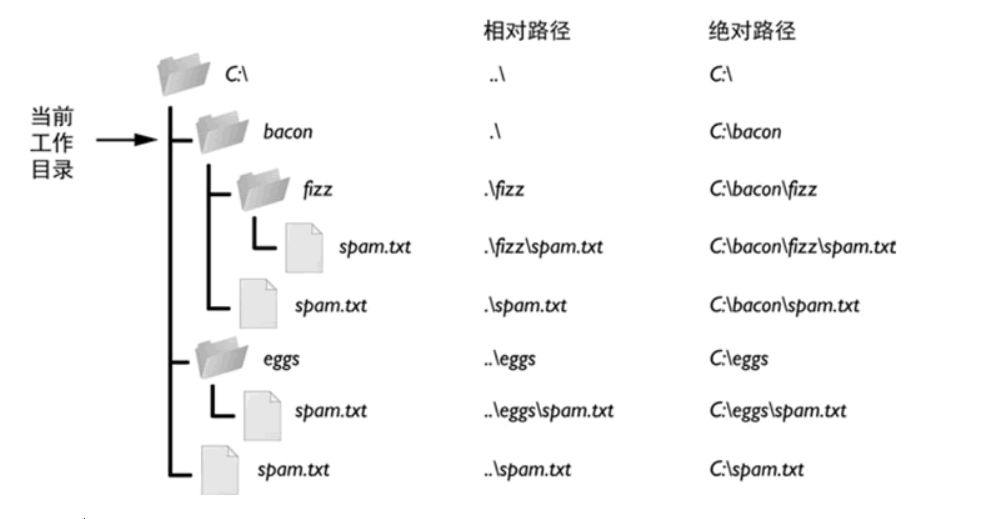 相对路径 绝对路径
C:\ ..\ C:\
当前
工作
目录
bacon .\ C:\bacon
fizz .\fizz C:\bacon\fizz
spam.txt .\fizz\spam.txt C:\bacon\fizz\spam.txt
spam.txt .\spam.txt C:\bacon\spam.txt
eggs ..\eggs C:\eggs
spam.txt ..\eggs\spam.txt C:\eggs\spam.txt
spam.txt ..\spam.txt C:\spam.txt